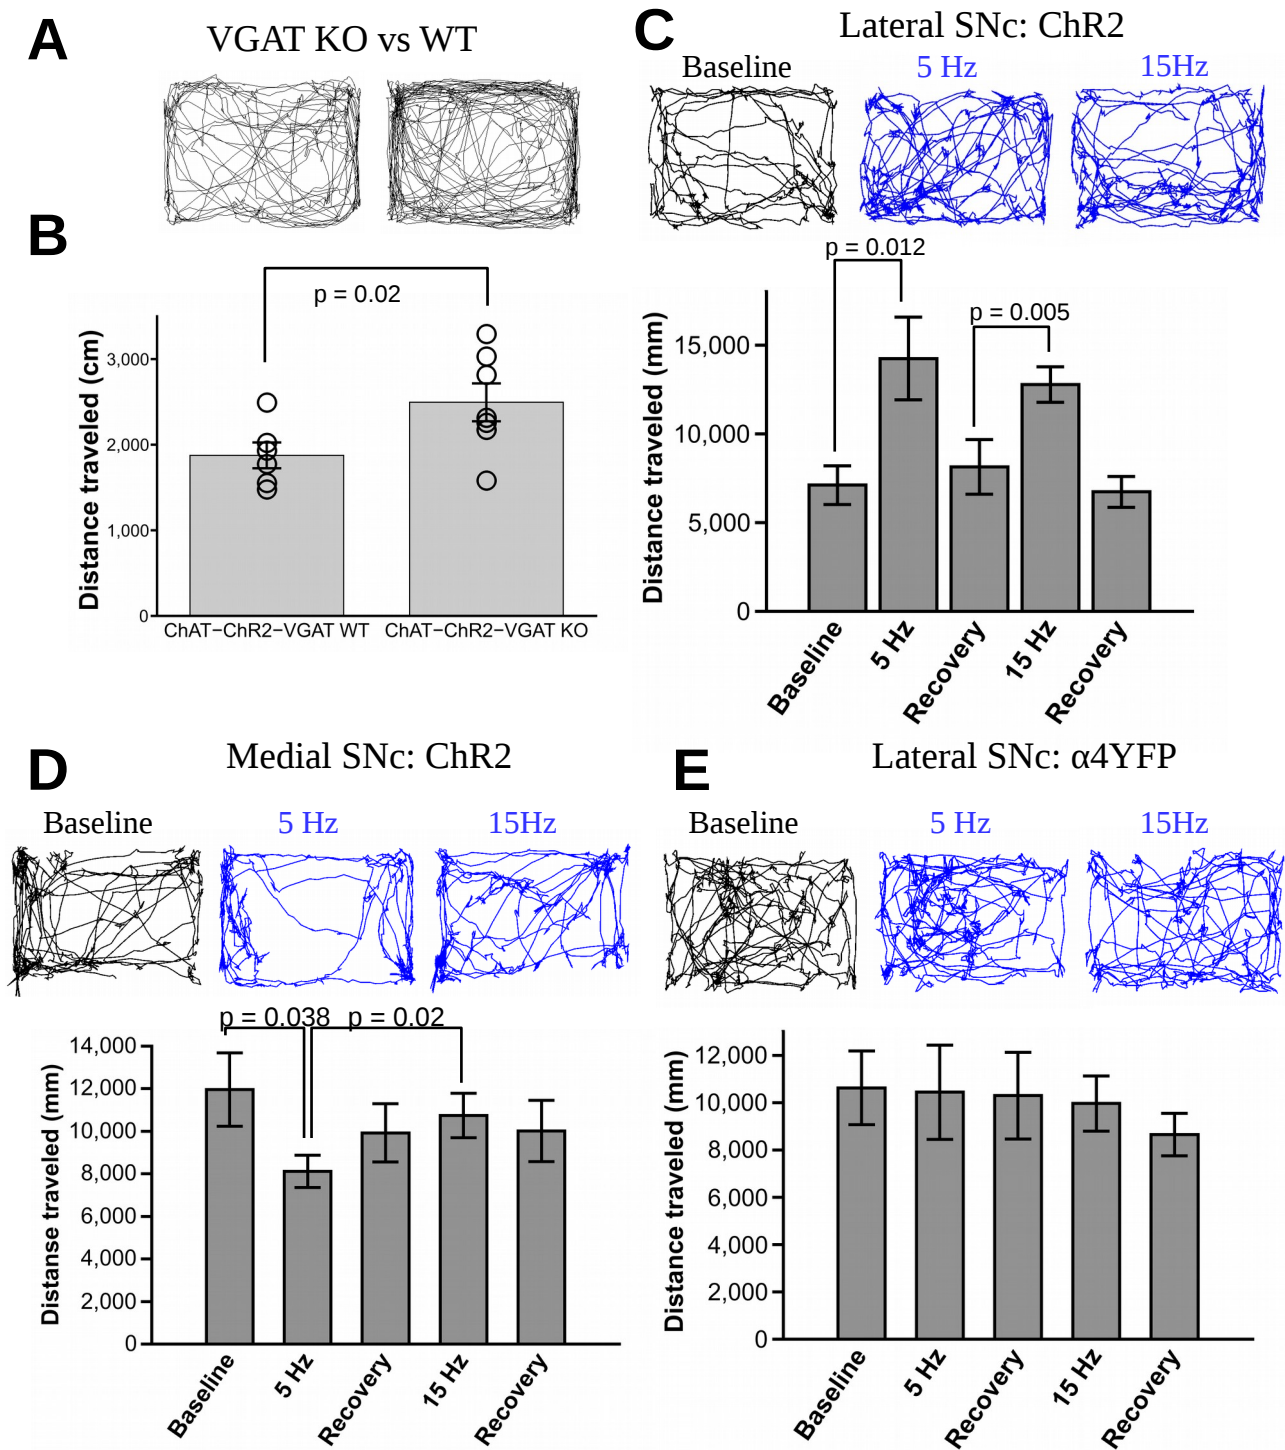 A
VGAT KO vs WT
B
p = 0.02
Distance traveled (cm)
3,000
2,000
1,000
0
ChAT−ChR2−VGAT WT
ChAT−ChR2−VGAT KO
C
Lateral SNc: ChR2
Baseline
5 Hz
15Hz
p = 0.012
p = 0.005
Distance traveled (mm)
15,000
10,000
5,000
0
Baseline
5 Hz
Recovery
15 Hz
Recovery
D
Medial SNc: ChR2
Baseline
5 Hz
15Hz
p = 0.038
p = 0.02
Distanse traveled (mm)
14,000
12,000
10,000
8,000
6,000
4,000
2,000
0
Baseline
5 Hz
Recovery
15 Hz
Recovery
E
Lateral SNc: α4YFP
Baseline
5 Hz
15Hz
Distance traveled (mm)
12,000
10,000
8,000
6,000
4,000
2,000
0
Baseline
5 Hz
Recovery
15 Hz
Recovery